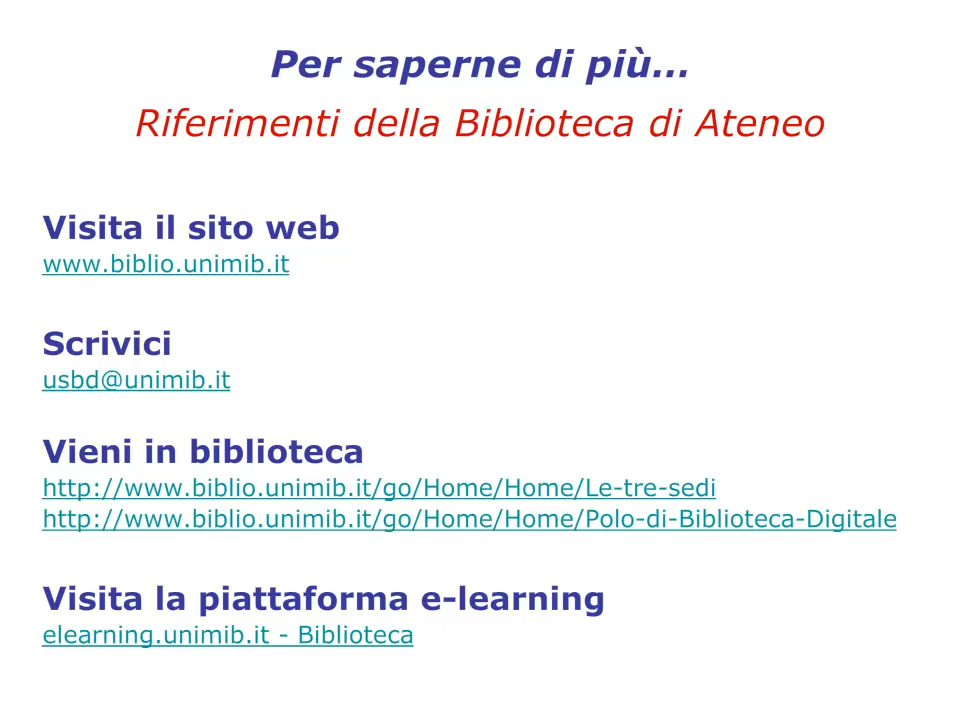 Per saperne di più…
Riferimenti della Biblioteca di Ateneo
Visita il sito web
www.biblio.unimib.it
Scrivici
usbd@unimib.it
Vieni in biblioteca
http://www.biblio.unimib.it/go/Home/Home/Le-tre-sedi
http://www.biblio.unimib.it/go/Home/Home/Polo-di-Biblioteca-Digitale
Visita la piattaforma e-learning
elearning.unimib.it - Biblioteca